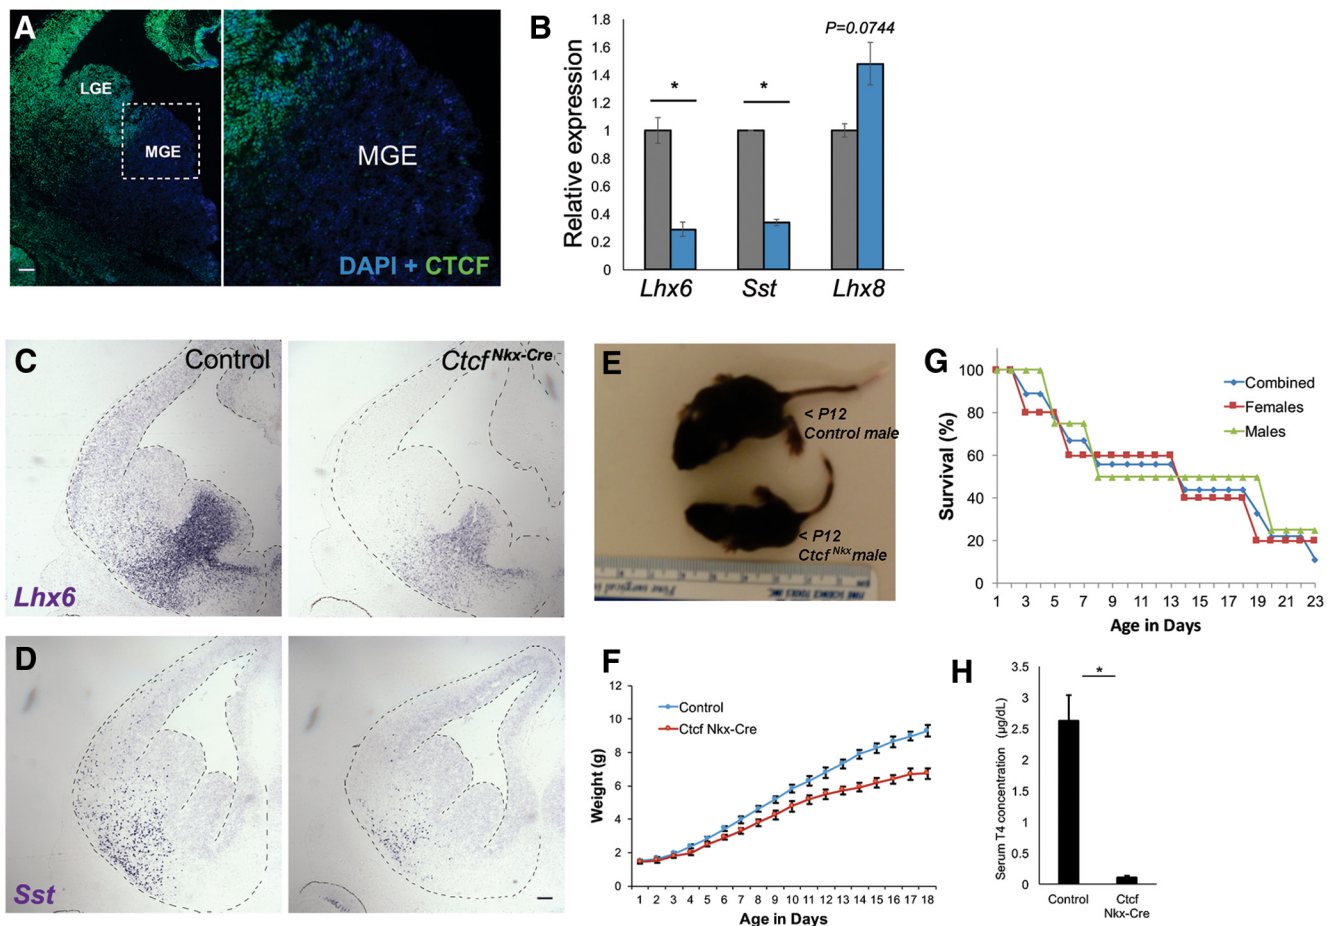 A
LGE
MGE
MGE
DAPI + CTCF
B
Relative expression
1.8
1.6
1.4
1.2
1
0.8
0.6
0.4
0.2
0
P=0.0744
*
*
Lhx6
Sst
Lhx8
C
Control
Ctcf Nkx-Cre
Lhx6
D
Sst
E
< P12
Control male
< P12
Ctcf Nkx male
FINE SCIENCE TOOLS INC.
F
Weight (g)
12
10
8
6
4
2
0
Control
Ctcf Nkx-Cre
1 2 3 4 5 6 7 8 9 10 11 12 13 14 15 16 17 18
Age in Days
G
Survival (%)
100
80
60
40
20
0
Combined
Females
Males
1 3 5 7 9 11 13 15 17 19 21 23
Age in Days
H
Serum T4 concentration (µg/dL)
3.5
3
2.5
2
1.5
1
0.5
0
*
Control
Ctcf
Nkx-Cre